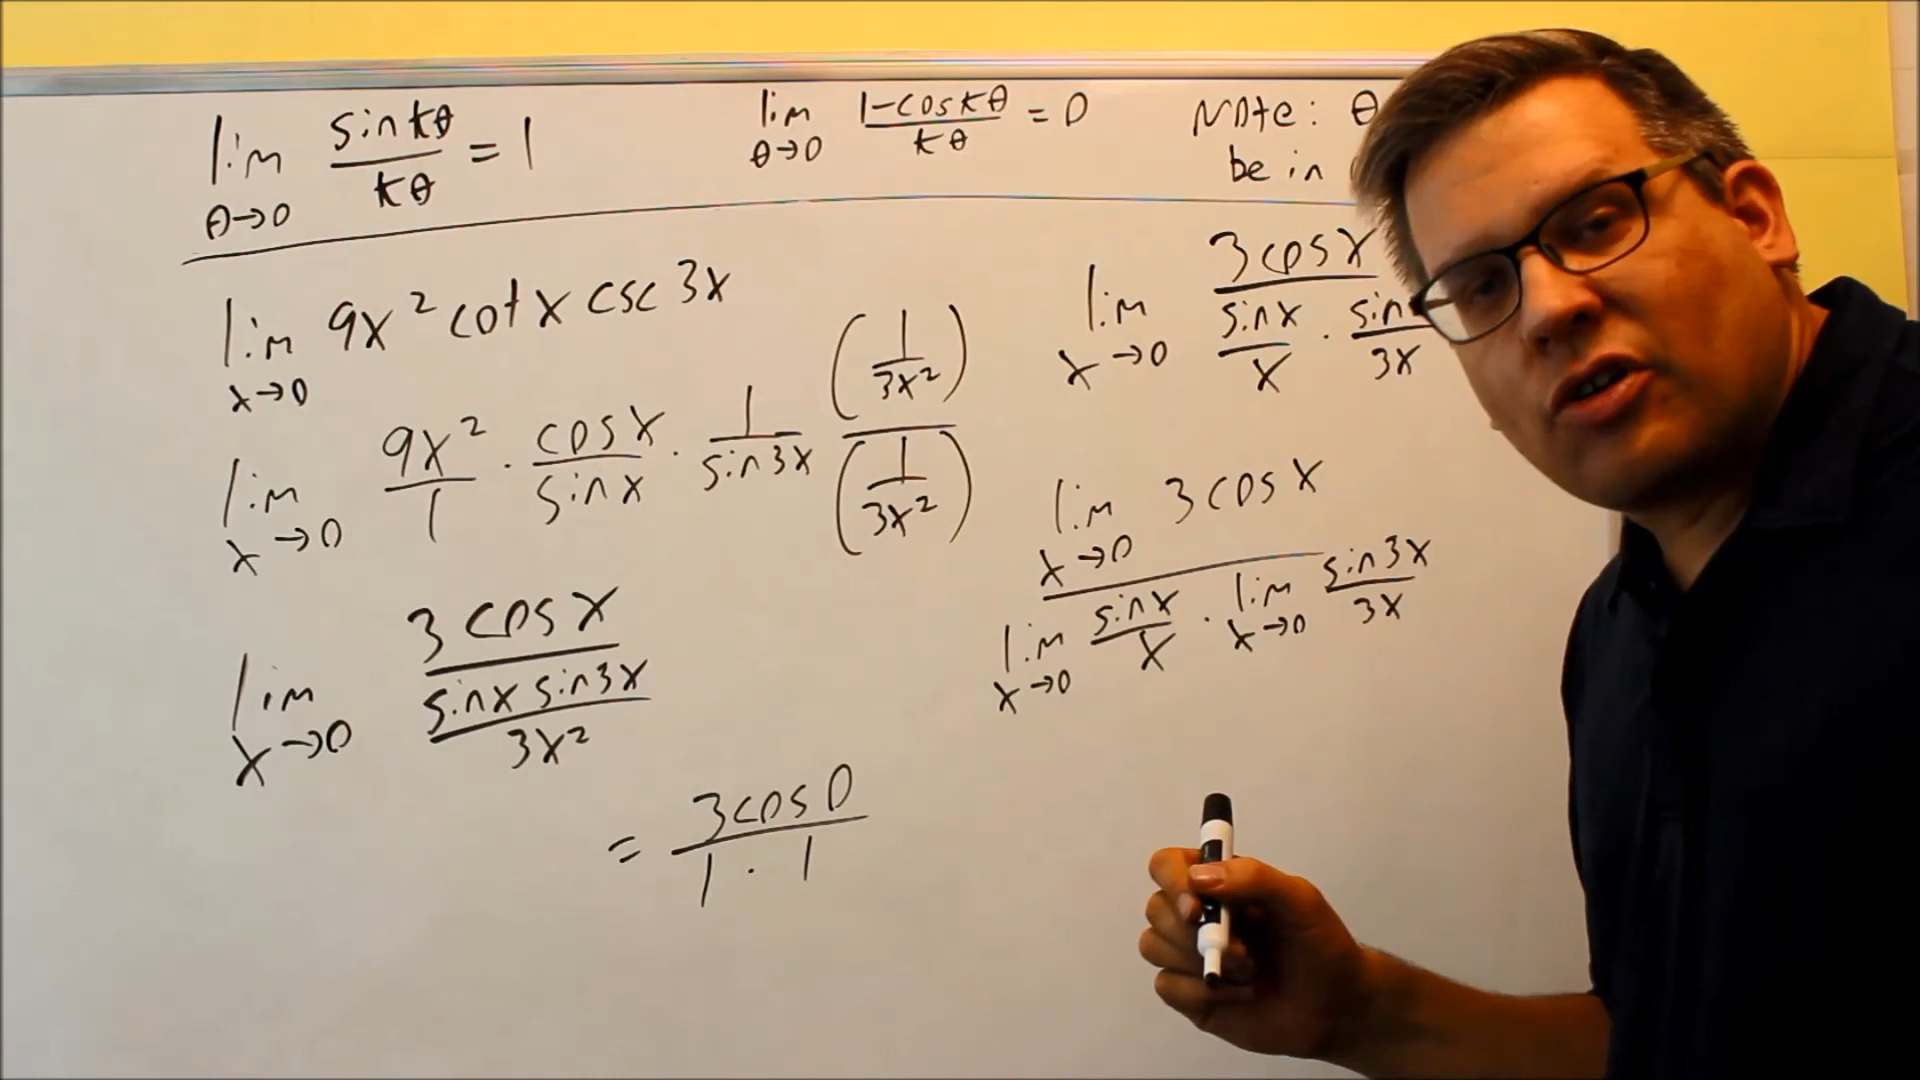 lim θ→0 sin kθ / kθ = 1
lim θ→0 1-cos kθ / kθ = 0
Note: θ
be in
lim x→0 9x² cot x csc 3x
lim x→0 9x²/1 · cos x/sin x · 1/sin 3x (1/3x²)/(1/3x²)
lim x→0 3 cos x / (sin x sin 3x / 3x²)
lim x→0 3 cos x / (sin x/x · sin/3x)
lim x→0 3 cos x / (lim x→0 sin x/x · lim x→0 sin 3x/3x)
= 3 cos 0 / 1 · 1